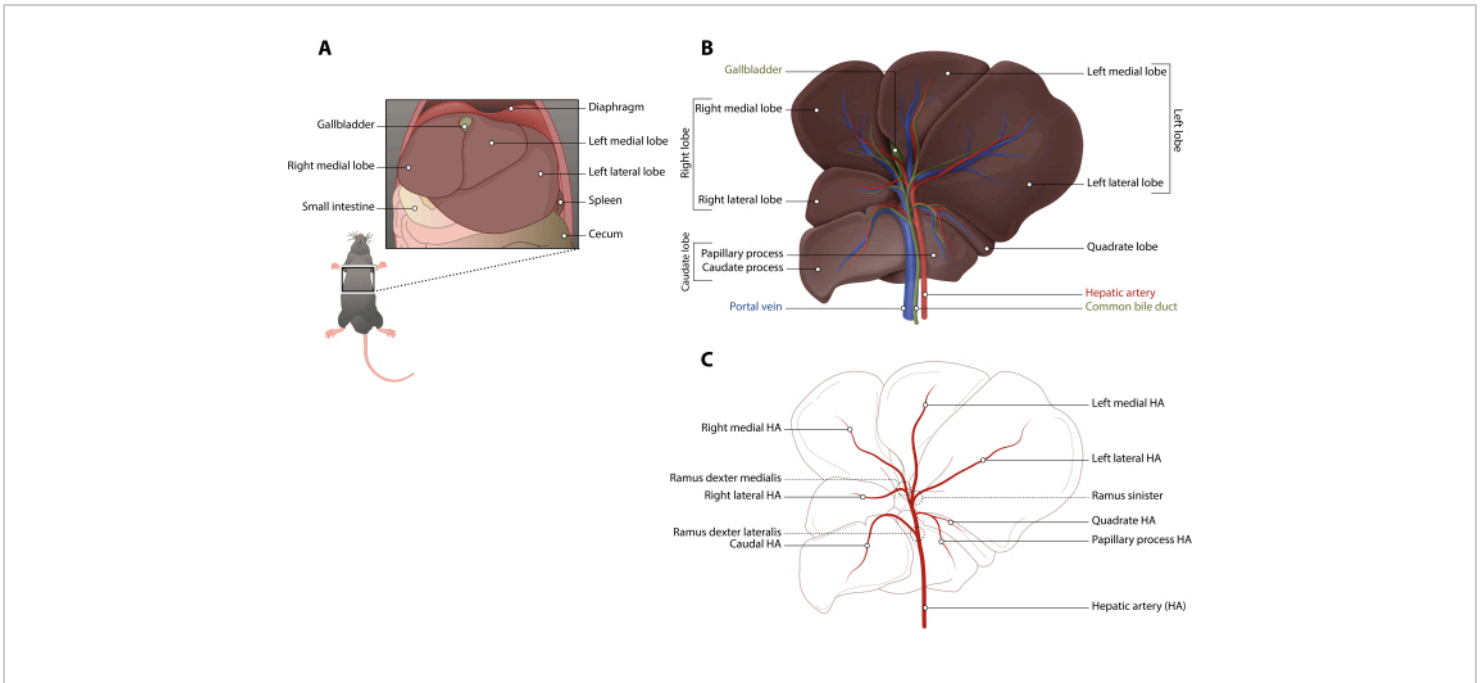 A
Diaphragm
Gallbladder
Left medial lobe
Right medial lobe
Left lateral lobe
Spleen
Small intestine
Cecum
B
Gallbladder
Left medial lobe
Right medial lobe
Right lobe
Left lobe
Left lateral lobe
Right lateral lobe
Quadrate lobe
Caudate lobe
Papillary process
Caudate process
Hepatic artery
Portal vein
Common bile duct
C
Left medial HA
Right medial HA
Left lateral HA
Ramus dexter medialis
Right lateral HA
Ramus sinister
Quadrate HA
Ramus dexter lateralis
Papillary process HA
Caudal HA
Hepatic artery (HA)